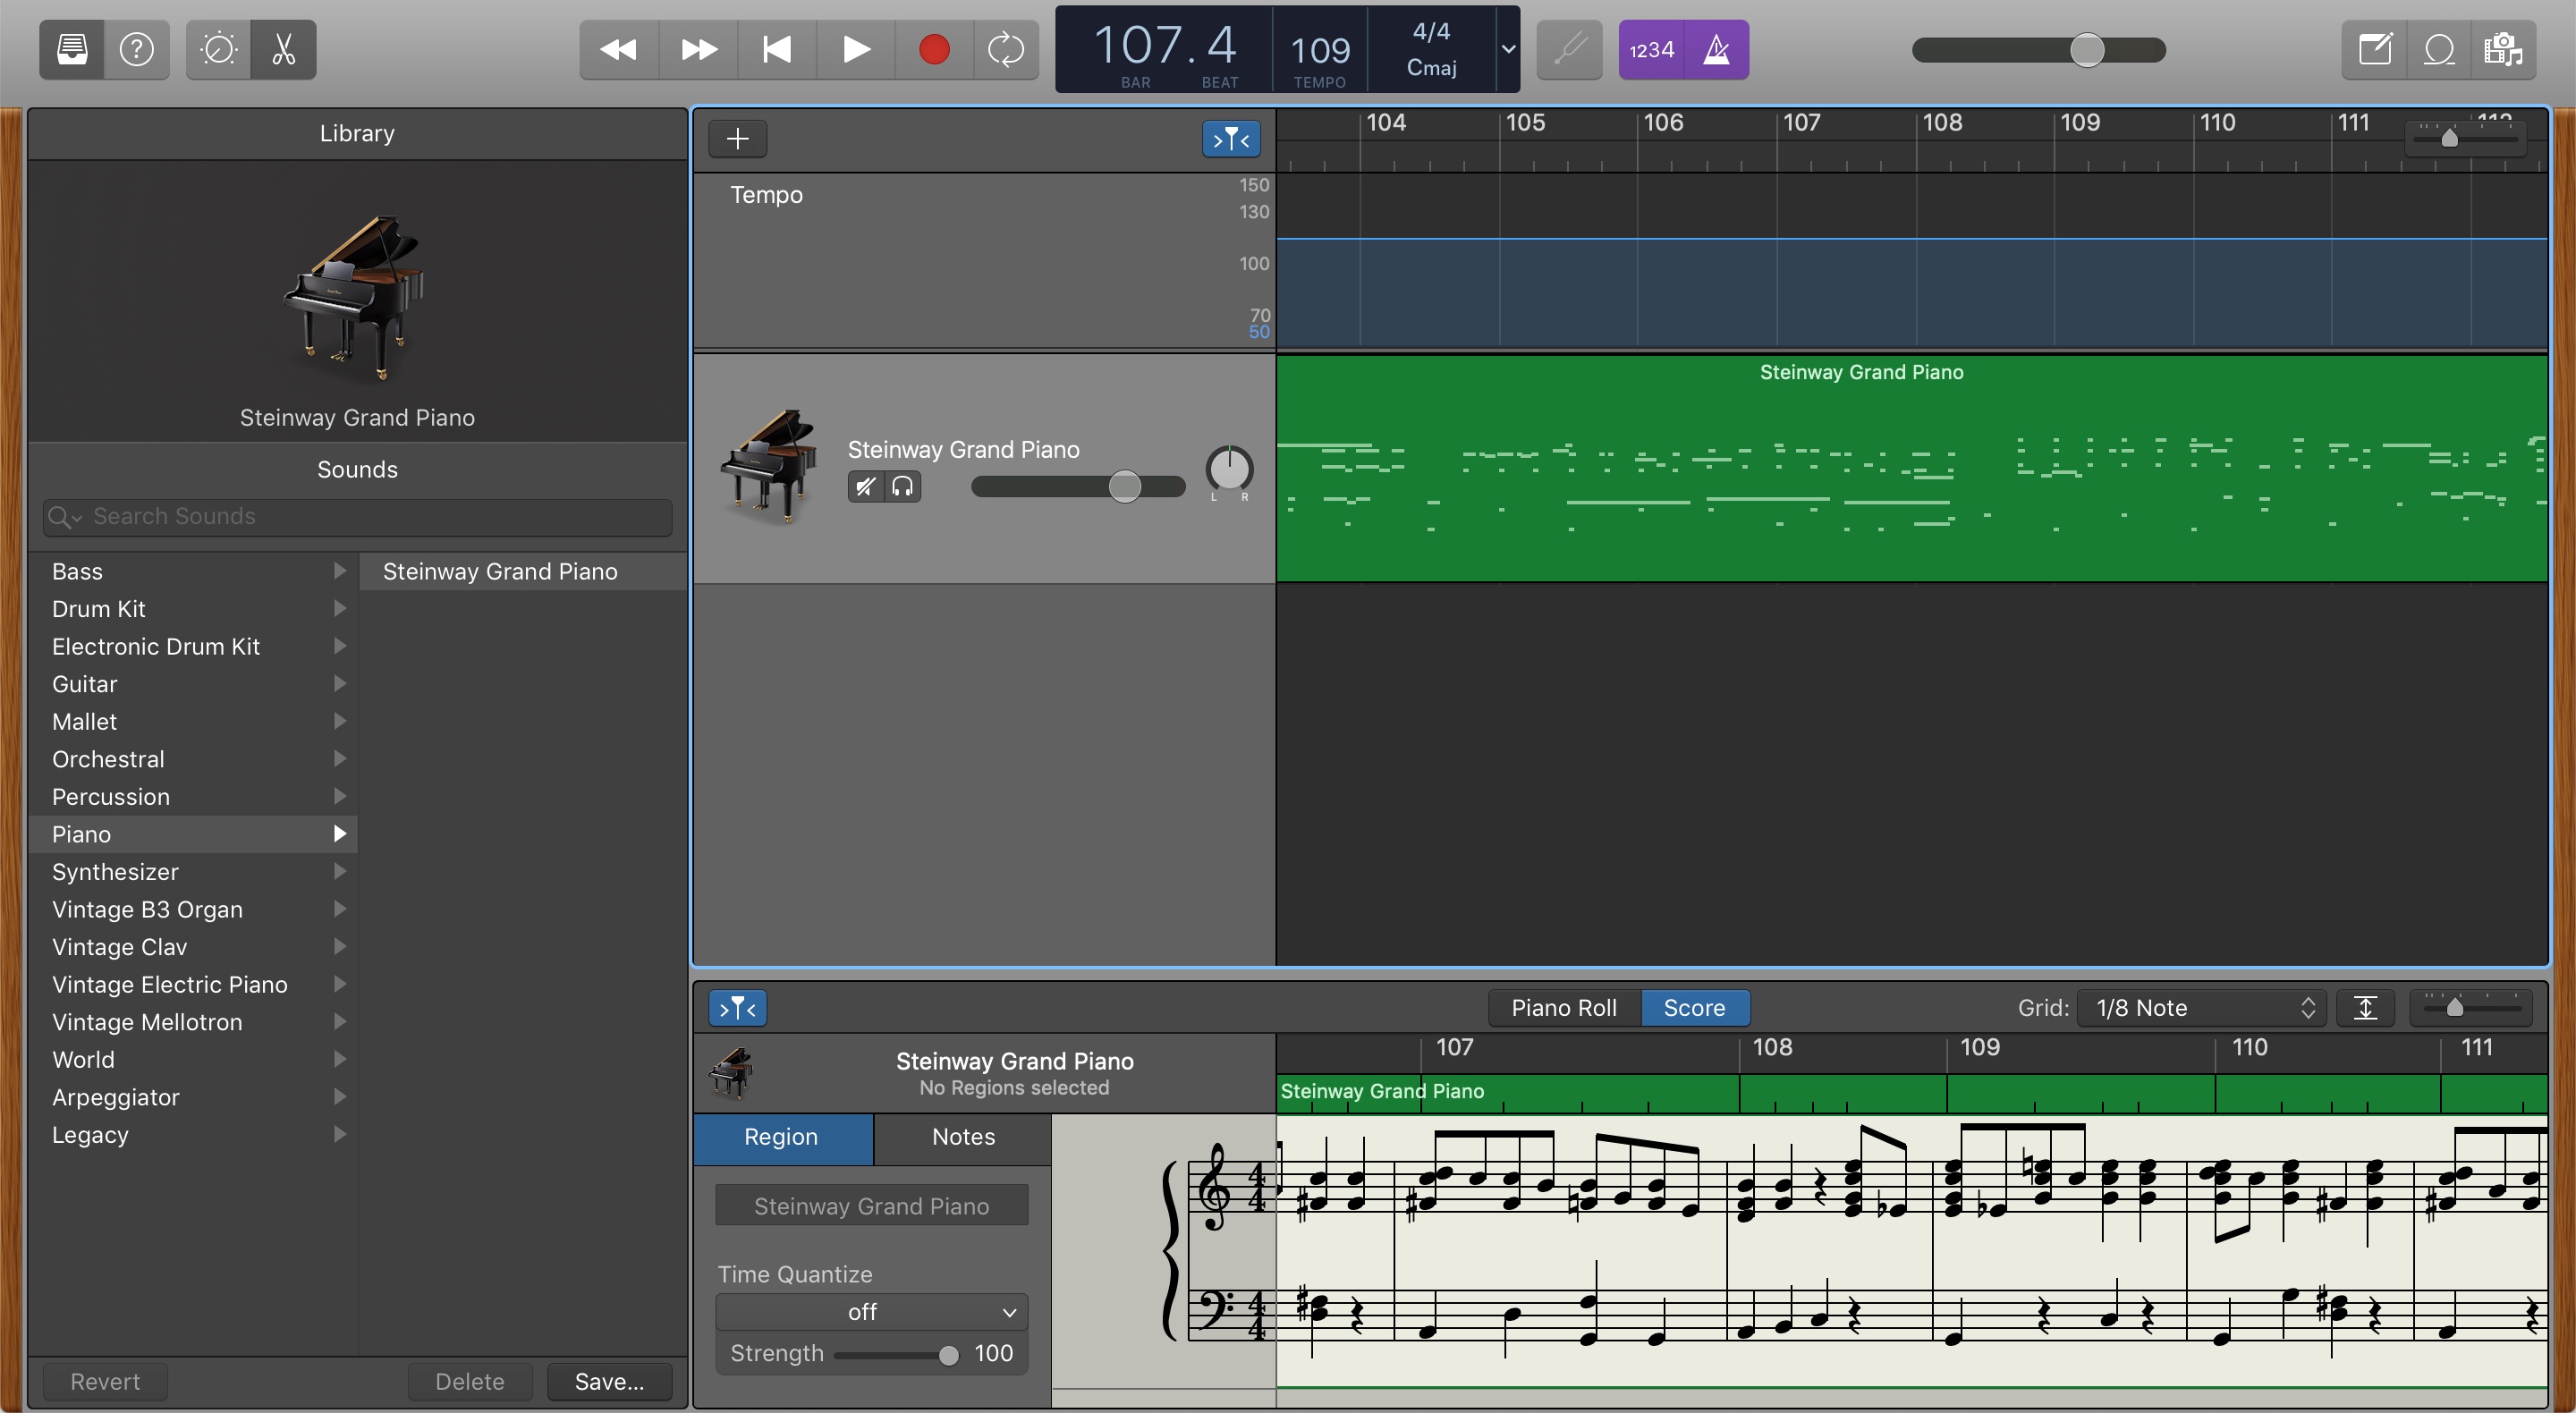 107.4
BAR BEAT
109
TEMPO
4/4
Cmaj
1234
Library
Steinway Grand Piano
Sounds
Search Sounds
Bass
Drum Kit
Electronic Drum Kit
Guitar
Mallet
Orchestral
Percussion
Piano
Synthesizer
Vintage B3 Organ
Vintage Clav
Vintage Electric Piano
Vintage Mellotron
World
Arpeggiator
Legacy
Steinway Grand Piano
Revert Delete Save...
104 105 106 107 108 109 110 111 112
Tempo
150
130
100
70
50
Steinway Grand Piano
L R
Steinway Grand Piano
Piano Roll Score Grid: 1/8 Note
Steinway Grand Piano
No Regions selected
107 108 109 110 111
Steinway Grand Piano
Region Notes
Steinway Grand Piano
Time Quantize
off
Strength 100
4
4
4
4